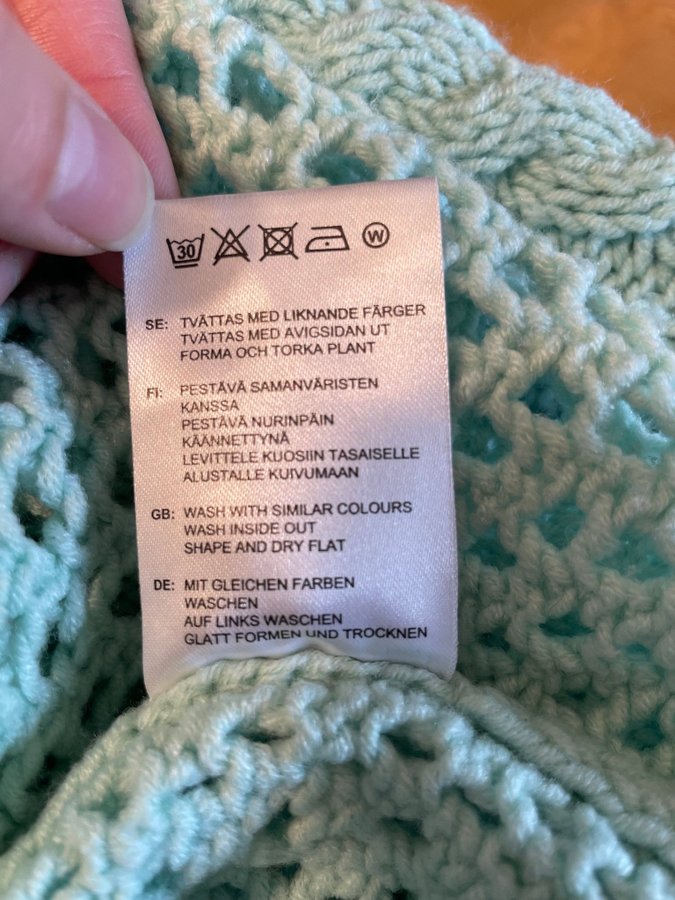 30 W
SE: TVÄTTAS MED LIKNANDE FÄRGER
TVÄTTAS MED AVIGSIDAN UT
FORMA OCH TORKA PLANT
FI: PESTÄVÄ SAMANVÄRISTEN
KANSSA
PESTÄVÄ NURINPÄIN
KÄÄNNETTYNÄ
LEVITTELE KUOSIIN TASAISELLE
ALUSTALLE KUIVUMAAN
GB: WASH WITH SIMILAR COLOURS
WASH INSIDE OUT
SHAPE AND DRY FLAT
DE: MIT GLEICHEN FARBEN
WASCHEN
AUF LINKS WASCHEN
GLATT FORMEN UND TROCKNEN